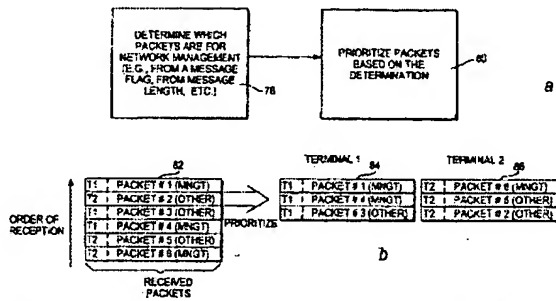 DETERMINE WHICH
PACKETS ARE FOR
NETWORK MANAGEMENT
(E.G., FROM A MESSAGE
FLAG, FROM MESSAGE
LENGTH, ETC.)
78
PRIORITIZE PACKETS
BASED ON THE
DETERMINATION
80
a
82
T1 PACKET # 1 (MNGT)
T2 PACKET # 2 (OTHER)
T1 PACKET # 3 (OTHER)
T1 PACKET # 4 (MNGT)
T2 PACKET # 5 (OTHER)
T2 PACKET # 6 (MNGT)
ORDER OF
RECEPTION
RECEIVED
PACKETS
PRIORITIZE
TERMINAL 1
84
T1 PACKET # 1 (MNGT)
T1 PACKET # 4 (MNGT)
T1 PACKET # 3 (OTHER)
TERMINAL 2
86
T2 PACKET # 6 (MNGT)
T2 PACKET # 5 (OTHER)
T2 PACKET # 2 (OTHER)
b